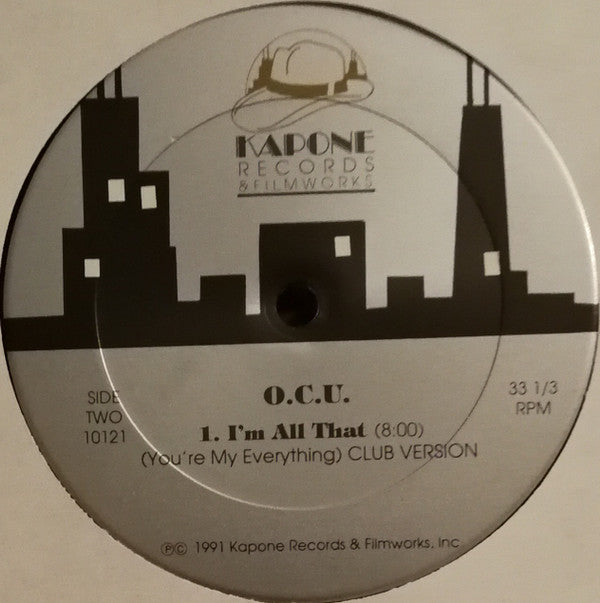 KAPONE
RECORDS
& FILMWORKS
SIDE
TWO
10121
O.C.U.
33 1/3
RPM
1. I'm All That (8:00)
(You're My Everything) CLUB VERSION
℗© 1991 Kapone Records & Filmworks, Inc